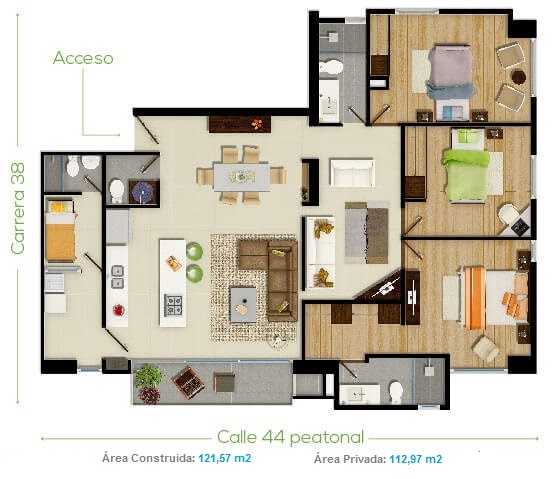 Acceso
Carrera 38
Calle 44 peatonal
Área Construida: 121,57 m2
Área Privada: 112,97 m2